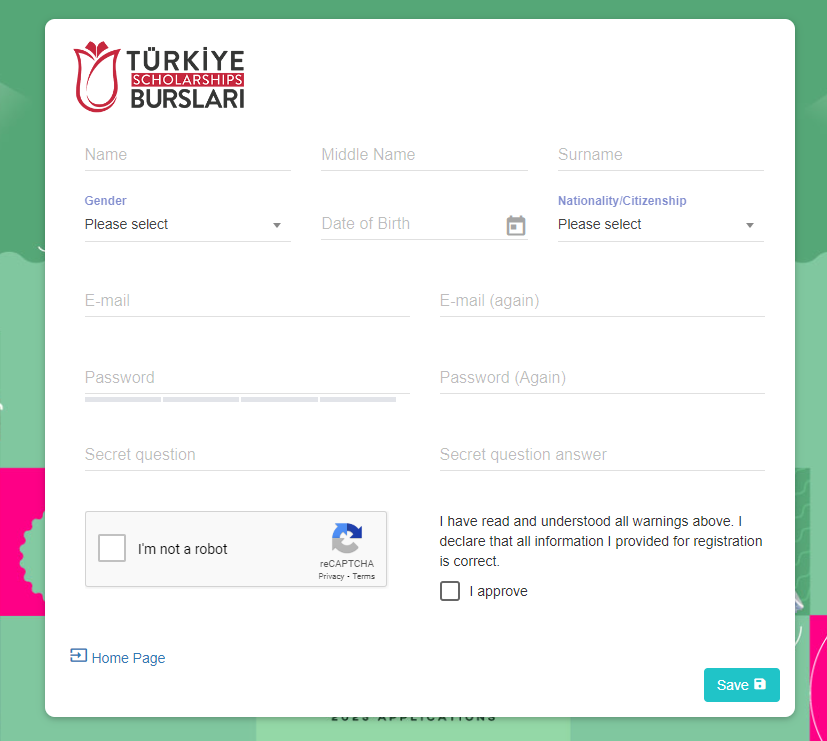 TÜRKİYE
SCHOLARSHIPS
BURSLARI
Name Middle Name Surname
Gender Nationality/Citizenship
Please select Date of Birth Please select
E-mail E-mail (again)
Password Password (Again)
Secret question Secret question answer
I'm not a robot
reCAPTCHA
Privacy - Terms
I have read and understood all warnings above. I
declare that all information I provided for registration
is correct.
I approve
Home Page
Save
2023 APPLICATIONS